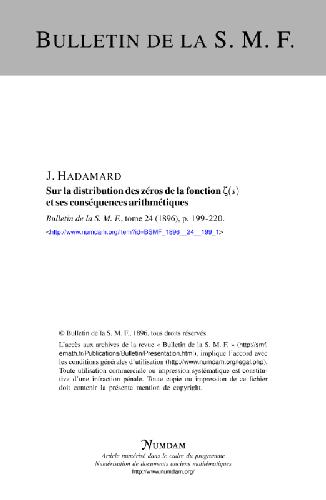 BULLETIN DE LA S. M. F.
J. HADAMARD
Sur la distribution des zéros de la fonction ζ(s)
et ses conséquences arithmétiques
Bulletin de la S. M. F., tome 24 (1896), p. 199-220.
<http://www.numdam.org/item?id=BSMF_1896__24__199_1>
© Bulletin de la S. M. F., 1896, tous droits réservés.
L'accès aux archives de la revue « Bulletin de la S. M. F. » (http://smf.
emath.fr/Publications/Bulletin/Presentation.html), implique l'accord avec
les conditions générales d'utilisation (http://www.numdam.org/legal.php).
Toute utilisation commerciale ou impression systématique est constitu-
tive d'une infraction pénale. Toute copie ou impression de ce fichier
doit contenir la présente mention de copyright.
NUMDAM
Article numérisé dans le cadre du programme
Numérisation de documents anciens mathématiques
http://www.numdam.org/